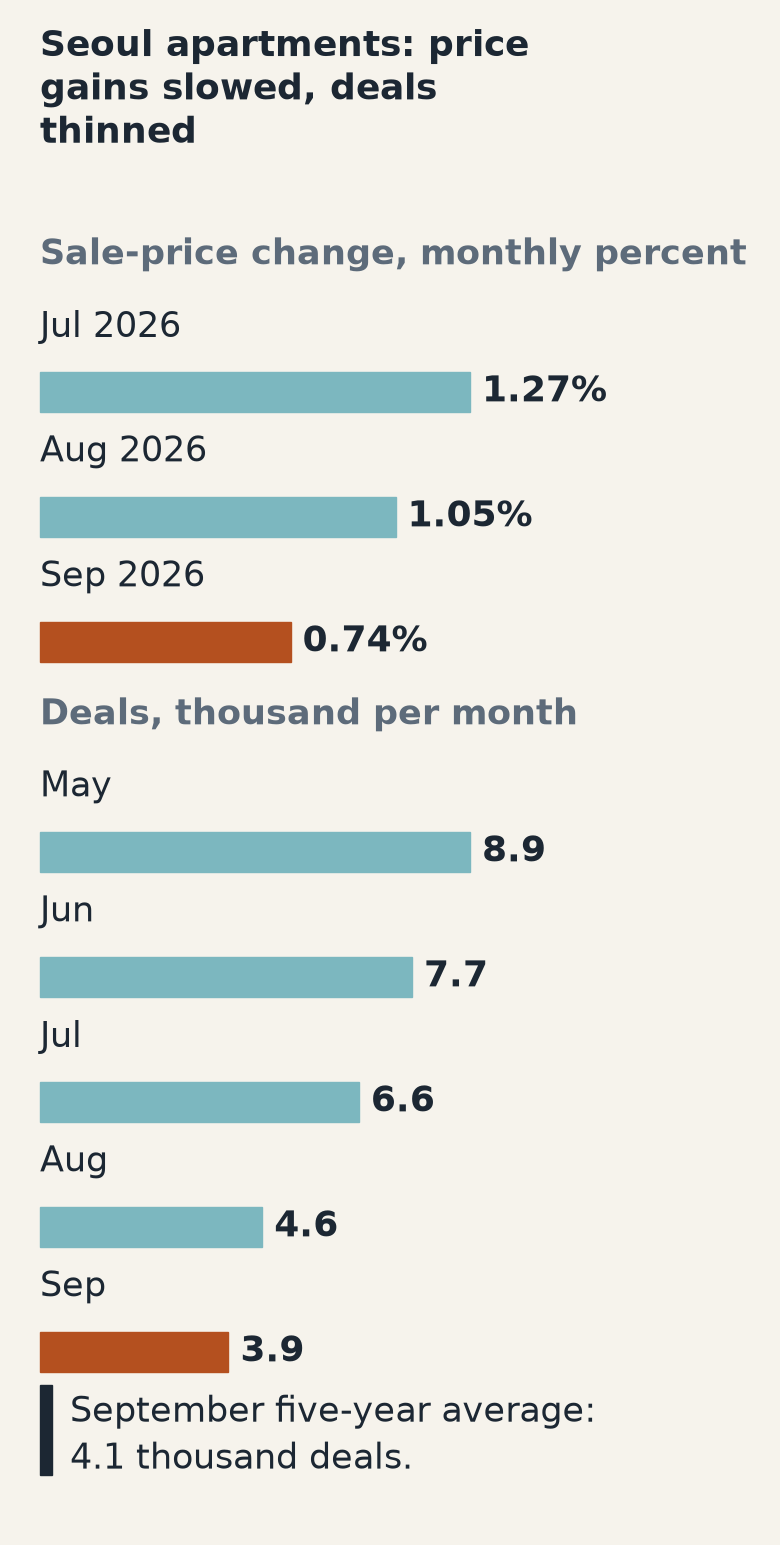 Seoul apartments: price
gains slowed, deals
thinned
Sale-price change, monthly percent
Jul 2026
1.27%
Aug 2026
1.05%
Sep 2026
0.74%
Deals, thousand per month
May
8.9
Jun
7.7
Jul
6.6
Aug
4.6
Sep
3.9
September five-year average:
4.1 thousand deals.